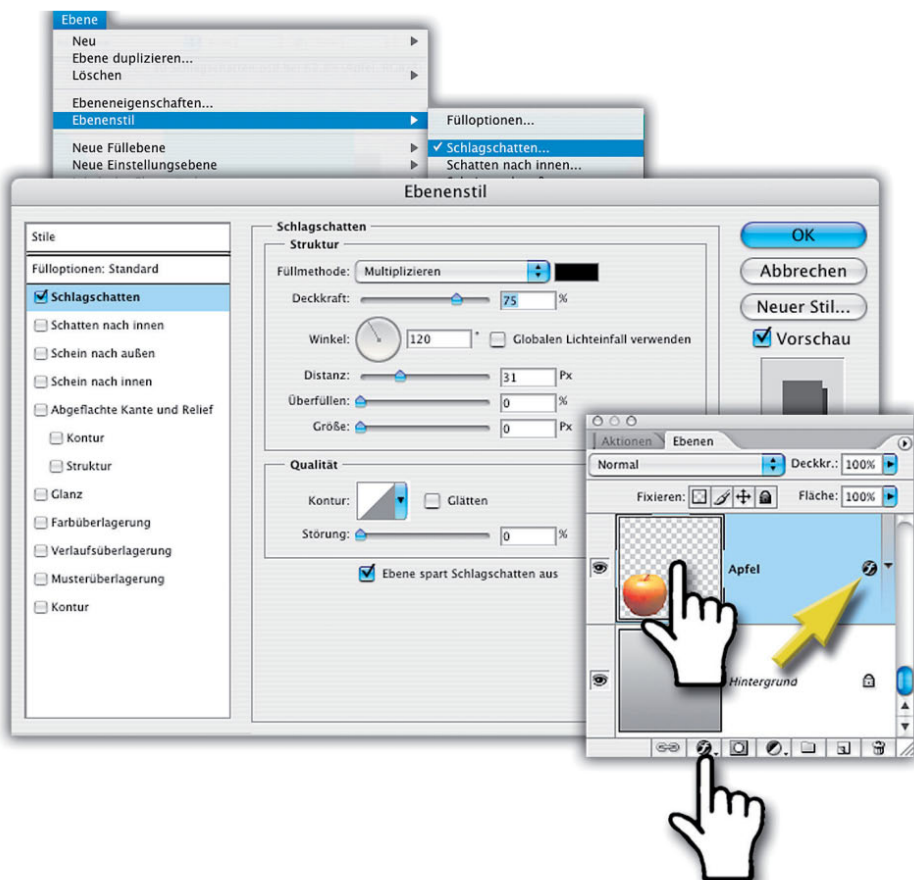 Ebene
Neu
Ebene duplizieren...
Löschen
Ebeneneigenschaften...
Ebenenstil
Neue Füllebene
Neue Einstellungsebene
Fülloptionen...
✓ Schlagschatten...
Schatten nach innen...
Ebenenstil
Stile
Fülloptionen: Standard
Schlagschatten
Schatten nach innen
Schein nach außen
Schein nach innen
Abgeflachte Kante und Relief
Kontur
Struktur
Glanz
Farbüberlagerung
Verlaufsüberlagerung
Musterüberlagerung
Kontur
Schlagschatten
Struktur
Füllmethode: Multiplizieren
Deckkraft: 75 %
Winkel: 120 ° Globalen Lichteinfall verwenden
Distanz: 31 Px
Überfüllen: 0 %
Größe: 0 Px
Qualität
Kontur: Glätten
Störung: 0 %
Ebene spart Schlagschatten aus
OK
Abbrechen
Neuer Stil...
Vorschau
Aktionen Ebenen
Normal Deckkr.: 100%
Fixieren: Fläche: 100%
Apfel
Hintergrund